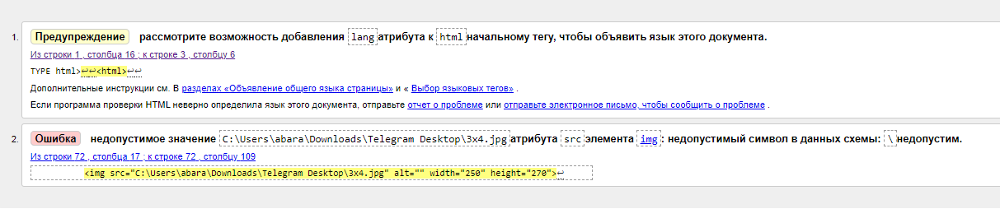 1. Предупреждение рассмотрите возможность добавления lang атрибута к html начальному тегу, чтобы объявить язык этого документа.
Из строки 1 , столбца 16 ; к строке 3 , столбцу 6
TYPE html>↩↩<html>↩↩
Дополнительные инструкции см. В разделах «Объявление общего языка страницы» и « Выбор языковых тегов» .
Если программа проверки HTML неверно определила язык этого документа, отправьте отчет о проблеме или отправьте электронное письмо, чтобы сообщить о проблеме .
2. Ошибка недопустимое значение C:\Users\abara\Downloads\Telegram Desktop\3x4.jpg атрибута src элемента img : недопустимый символ в данных схемы: \ недопустим.
Из строки 72 , столбца 17 ; к строке 72 , столбцу 109
<img src="C:\Users\abara\Downloads\Telegram Desktop\3x4.jpg" alt="" width="250" height="270">↩